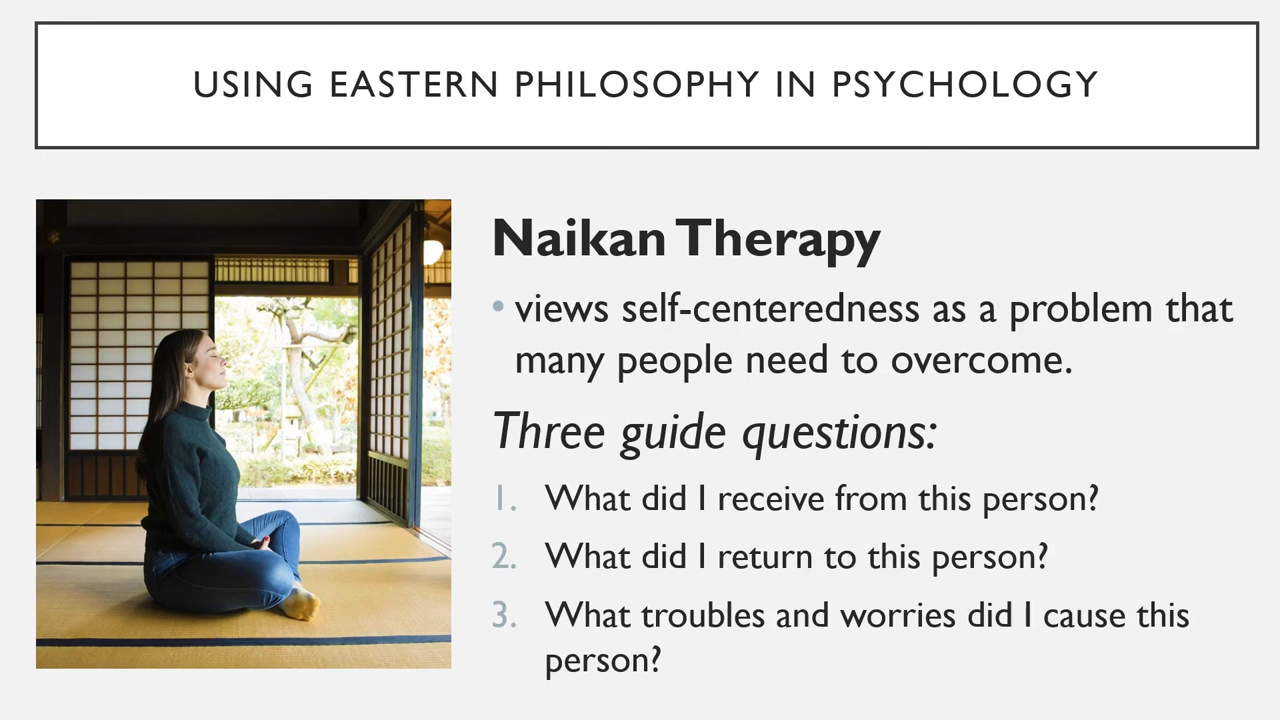 USING EASTERN PHILOSOPHY IN PSYCHOLOGY
Naikan Therapy
• views self-centeredness as a problem that
many people need to overcome.
Three guide questions:
1. What did I receive from this person?
2. What did I return to this person?
3. What troubles and worries did I cause this
person?